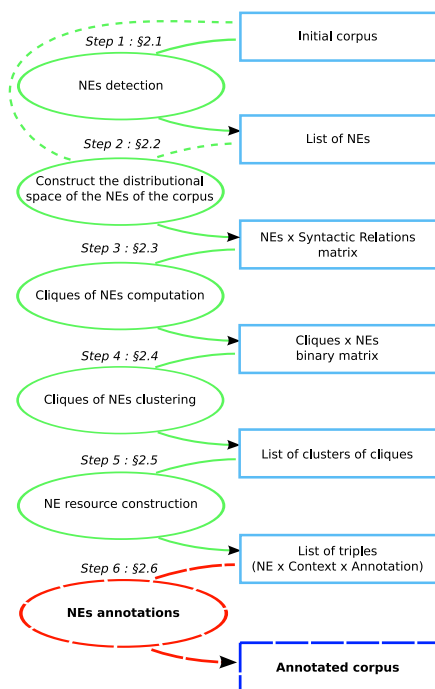 Step 1 : §2.1
Initial corpus
NEs detection
List of NEs
Step 2 : §2.2
Construct the distributional
space of the NEs of the corpus
Step 3 : §2.3
NEs x Syntactic Relations
matrix
Cliques of NEs computation
Cliques x NEs
binary matrix
Step 4 : §2.4
Cliques of NEs clustering
List of clusters of cliques
Step 5 : §2.5
NE resource construction
List of triples
(NE x Context x Annotation)
Step 6 : §2.6
NEs annotations
Annotated corpus